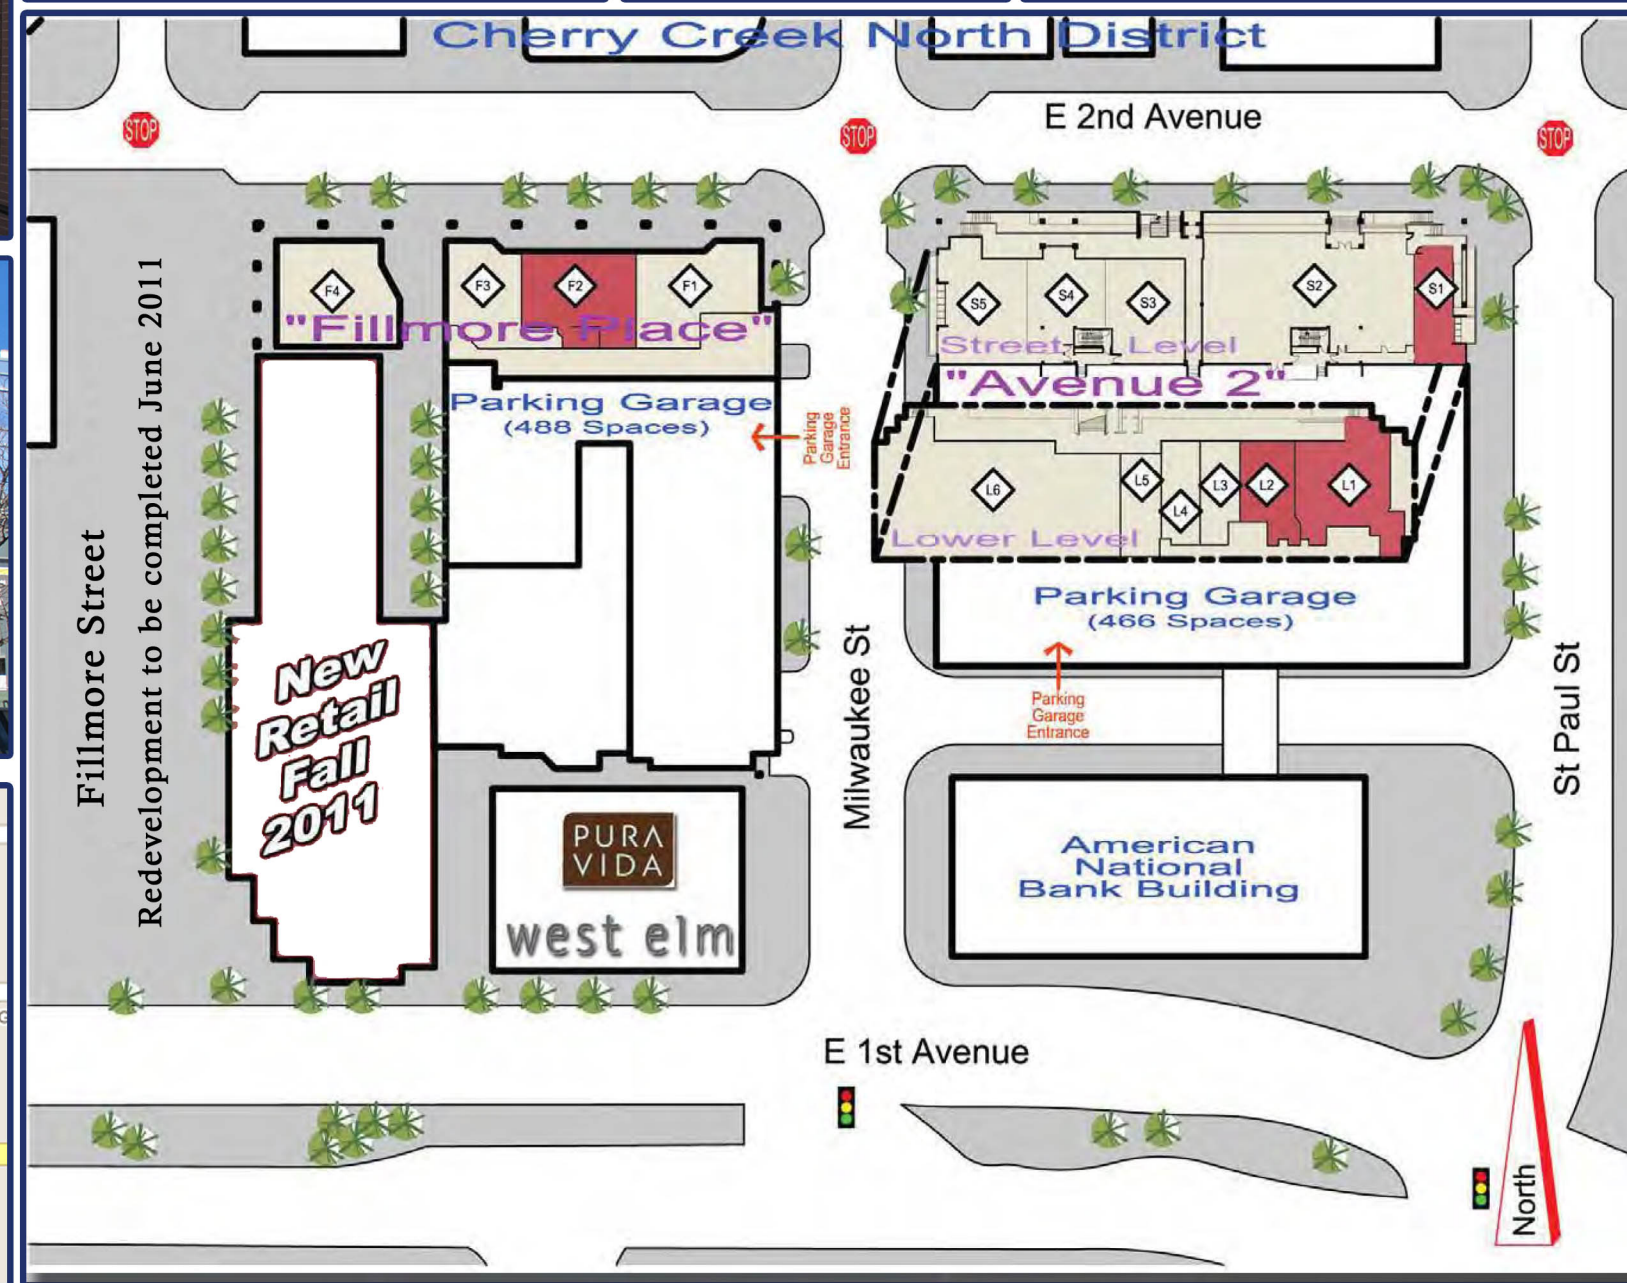 Cherry Creek North District
E 2nd Avenue
STOP
STOP
STOP
F4
F3
F2
F1
"Fillmore Place"
S5
S4
S3
S2
S1
Street Level
"Avenue 2"
Parking Garage
(488 Spaces)
Parking
Garage
Entrance
L6
L5
L4
L3
L2
L1
Lower Level
Parking Garage
(466 Spaces)
Parking
Garage
Entrance
Fillmore Street
Redevelopment to be completed June 2011
New
Retail
Fall
2011
Milwaukee St
St Paul St
PURA
VIDA
west elm
American
National
Bank Building
E 1st Avenue
North